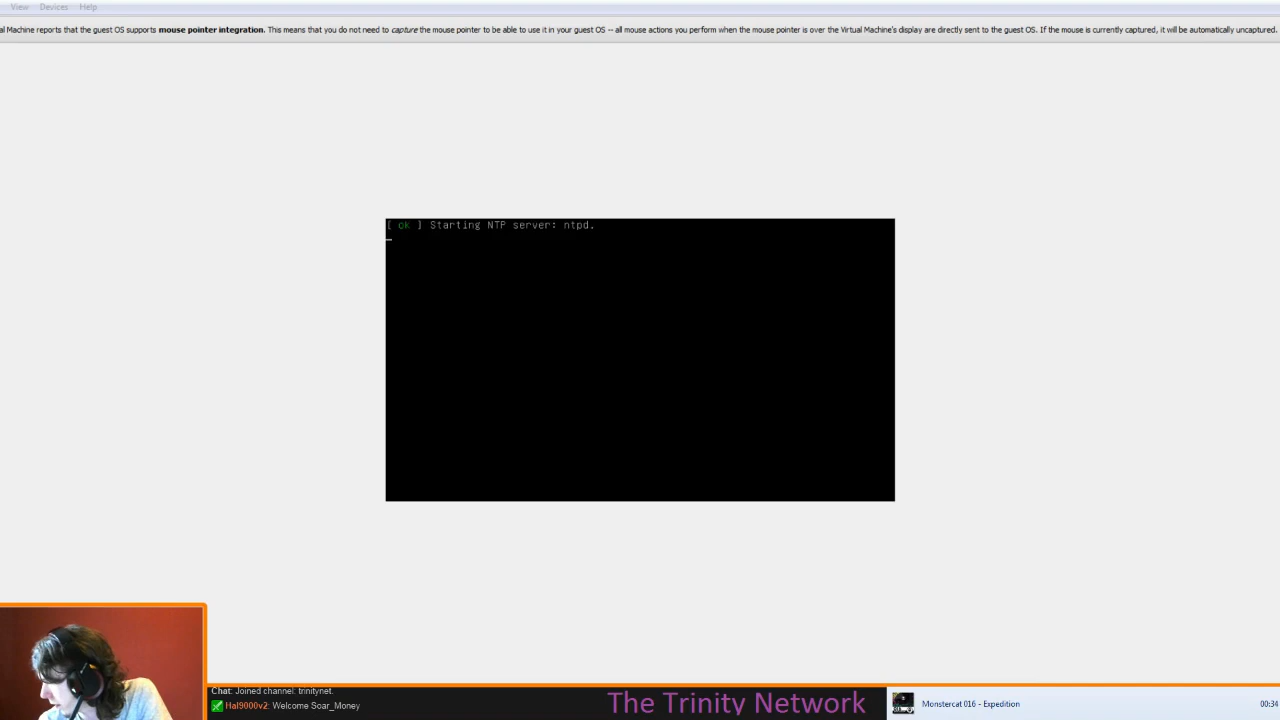 View Devices Help
al Machine reports that the guest OS supports mouse pointer integration. This means that you do not need to capture the mouse pointer to be able to use it in your guest OS -- all mouse actions you perform when the mouse pointer is over the Virtual Machine's display are directly sent to the guest OS. If the mouse is currently captured, it will be automatically uncaptured.
[ ok ] Starting NTP server: ntpd.
Chat: Joined channel: trinitynet.
Hal9000v2: Welcome Soar_Money
The Trinity Network
Monstercat 016 - Expedition
00:34